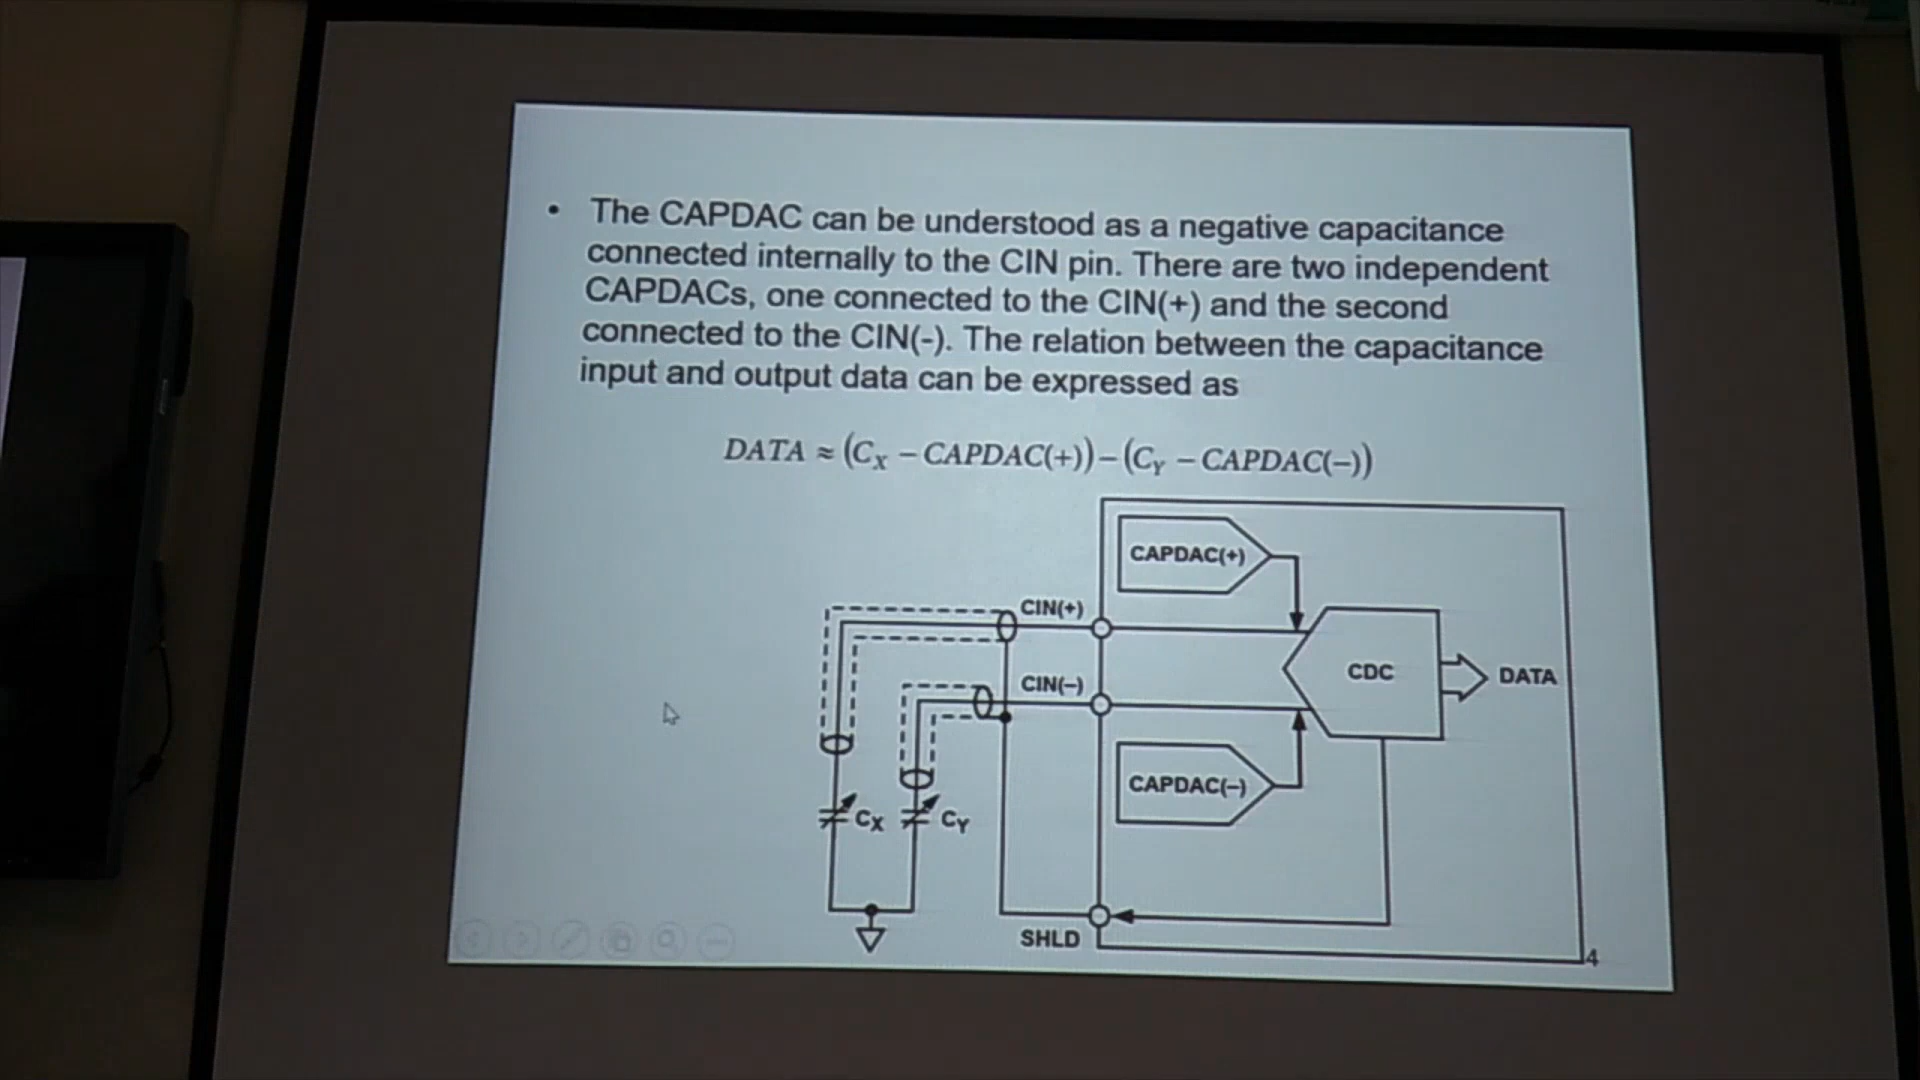 • The CAPDAC can be understood as a negative capacitance
connected internally to the CIN pin. There are two independent
CAPDACs, one connected to the CIN(+) and the second
connected to the CIN(-). The relation between the capacitance
input and output data can be expressed as
DATA ≈ (C_X − CAPDAC(+)) − (C_Y − CAPDAC(−))
CAPDAC(+)
CIN(+)
CDC
DATA
CIN(−)
CAPDAC(−)
CX
CY
SHLD
4